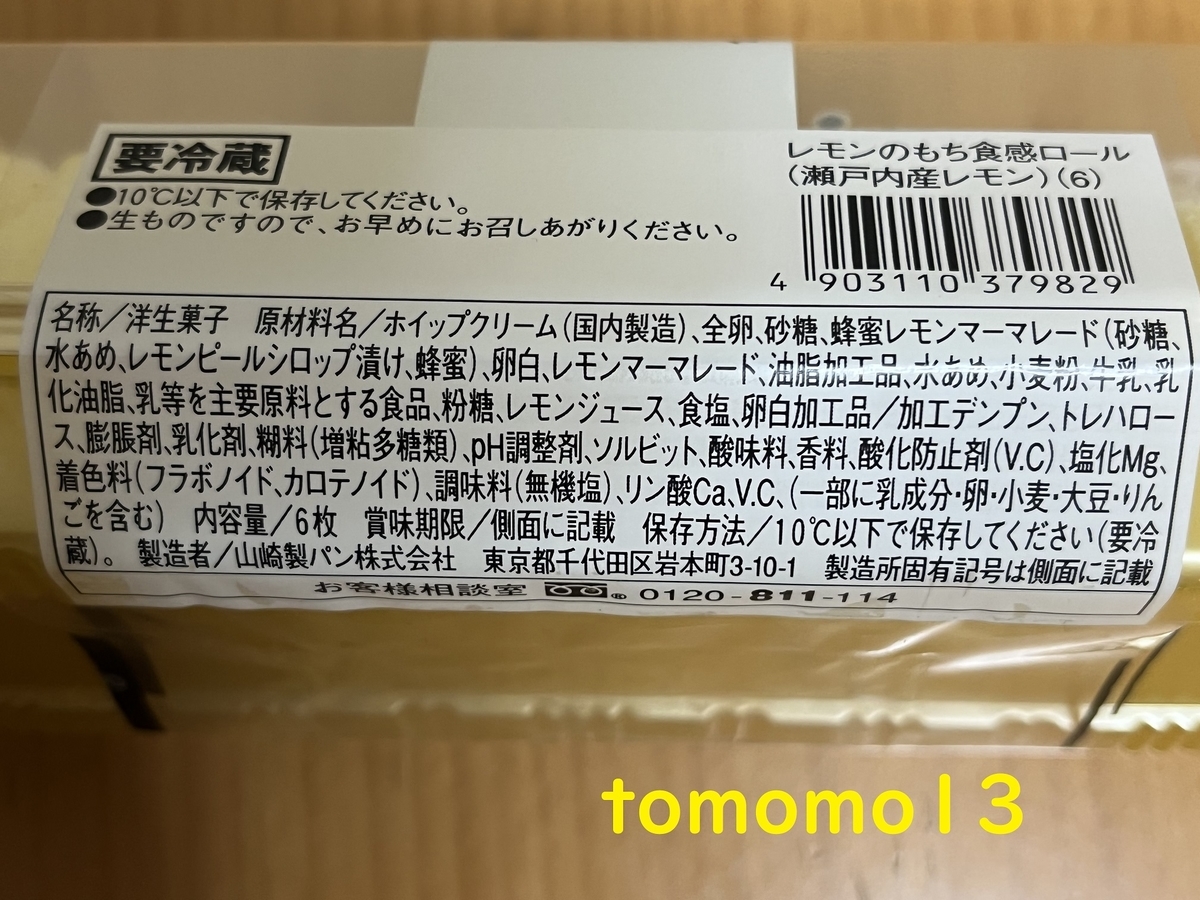 要冷蔵
●10℃以下で保存してください。
●生ものですので、お早めにお召しあがりください。
レモンのもち食感ロール
(瀬戸内産レモン)(6)
4 903110 379829
名称／洋生菓子　原材料名／ホイップクリーム(国内製造)、全卵、砂糖、蜂蜜レモンマーマレード(砂糖、
水あめ、レモンピールシロップ漬け、蜂蜜)、卵白、レモンマーマレード、油脂加工品、水あめ、小麦粉、牛乳、乳
化油脂、乳等を主要原料とする食品、粉糖、レモンジュース、食塩、卵白加工品／加工デンプン、トレハロー
ス、膨脹剤、乳化剤、糊料(増粘多糖類)、pH調整剤、ソルビット、酸味料、香料、酸化防止剤(V.C)、塩化Mg、
着色料(フラボノイド、カロテノイド)、調味料(無機塩)、リン酸Ca、V.C、(一部に乳成分・卵・小麦・大豆・りん
ごを含む)　内容量／6枚　賞味期限／側面に記載　保存方法／10℃以下で保存してください(要冷
蔵)。　製造者／山崎製パン株式会社　東京都千代田区岩本町3-10-1　製造所固有記号は側面に記載
お客様相談室 ® 0120-811-114
tomomo13